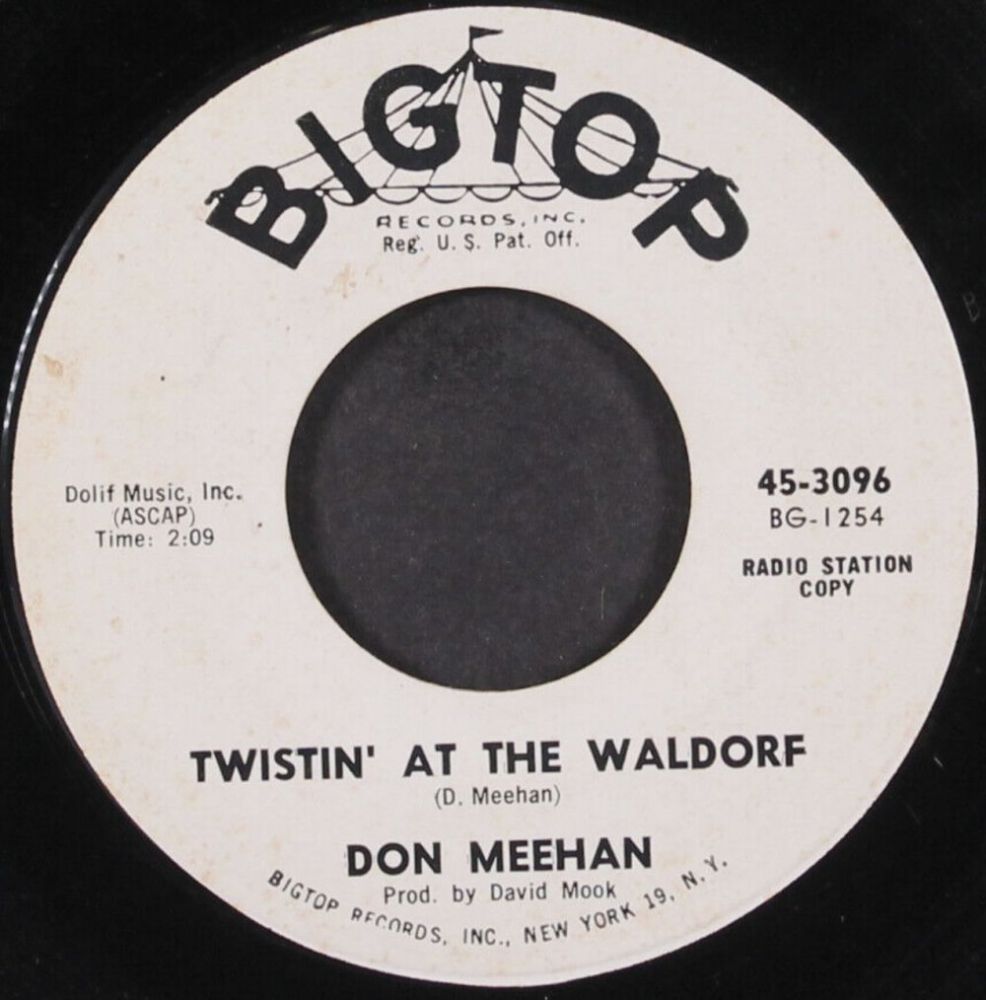 BIGTOP
RECORDS, INC.
Reg. U. S. Pat. Off.
Dolif Music, Inc.
(ASCAP)
Time: 2:09
45-3096
BG-1254
RADIO STATION
COPY
TWISTIN' AT THE WALDORF
(D. Meehan)
DON MEEHAN
Prod. by David Mook
BIGTOP RECORDS, INC., NEW YORK 19, N. Y.